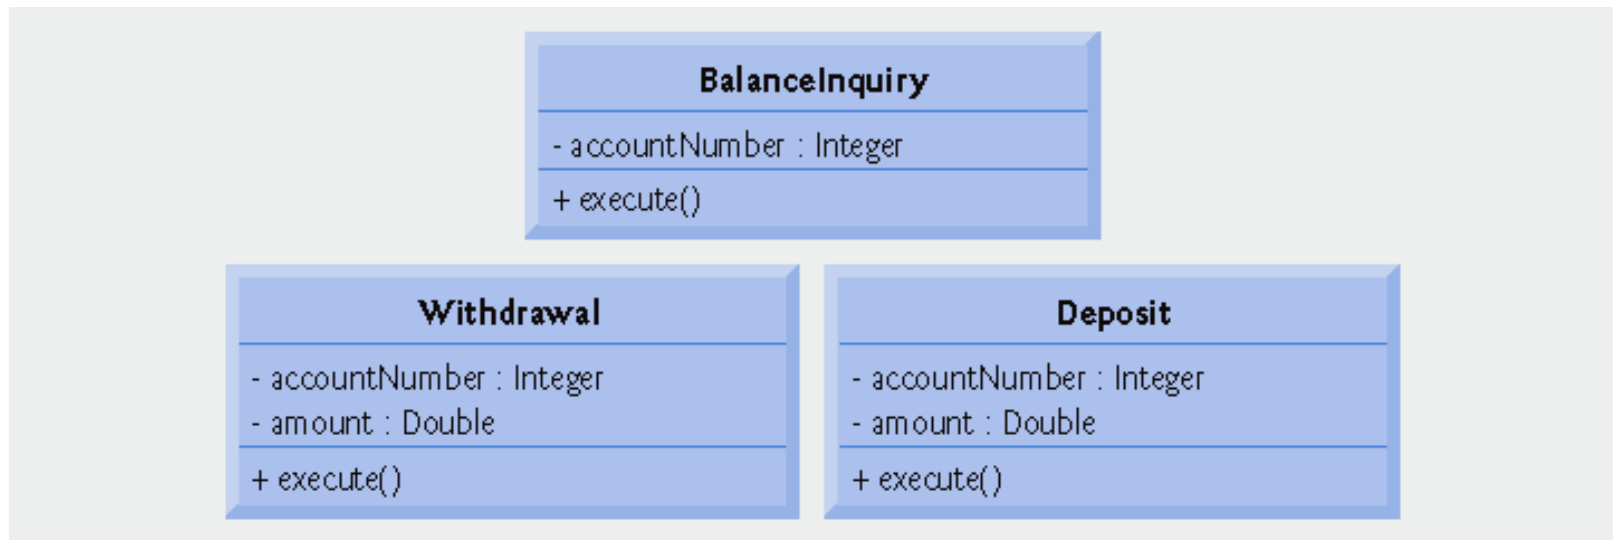 BalanceInquiry
- accountNumber : Integer
+ execute()
Withdrawal
- accountNumber : Integer
- amount : Double
+ execute()
Deposit
- accountNumber : Integer
- amount : Double
+ execute()